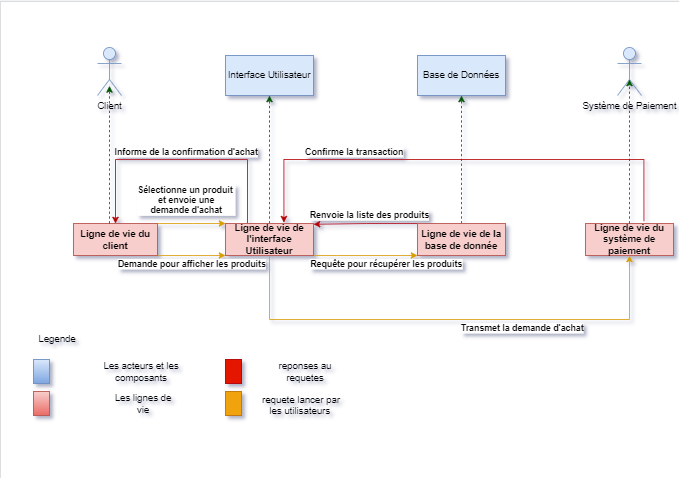 Client
Interface Utilisateur
Base de Données
Système de Paiement
Informe de la confirmation d'achat
Confirme la transaction
Sélectionne un produit
et envoie une
demande d'achat
Renvoie la liste des produits
Ligne de vie du
client
Ligne de vie de
l'interface
Utilisateur
Ligne de vie de la
base de donnée
Ligne de vie du
système de
paiement
Demande pour afficher les produits
Requête pour récupérer les produits
Transmet la demande d'achat
Legende
Les acteurs et les
composants
reponses au
requetes
Les lignes de
vie
requete lancer par
les utilisateurs